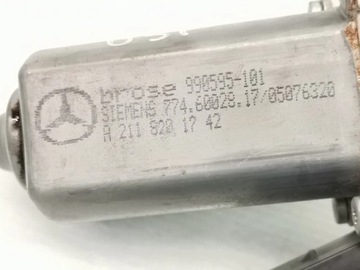 brose 990595-101
SIEMENS 774.60028.17/05076320
A 211 820 17 42